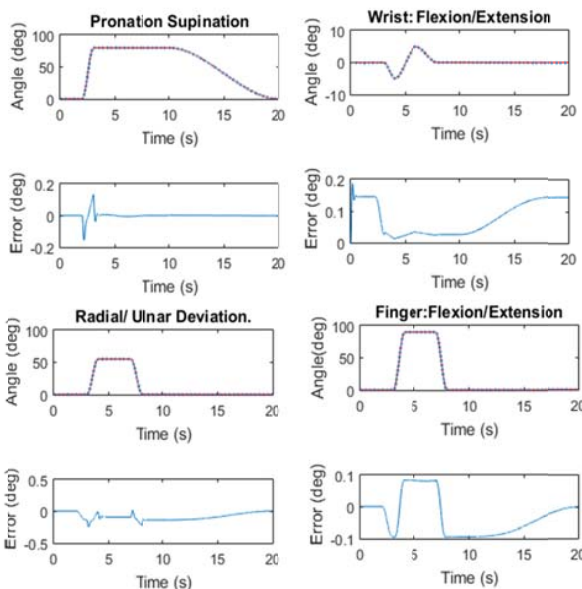 Pronation Supination
Angle (deg)
100
50
0
0 5 10 15 20
Time (s)
Wrist: Flexion/Extension
Angle (deg)
10
0
-10
0 5 10 15 20
Time (s)
Error (deg)
0.2
0
-0.2
0 5 10 15 20
Time (s)
Error (deg)
0.2
0.1
0
0 5 10 15 20
Time (s)
Radial/ Ulnar Deviation.
Angle (deg)
100
50
0
0 5 10 15 20
Time (s)
Finger:Flexion/Extension
Angle(deg)
100
50
0
0 5 10 15 20
Time (s)
Error (deg)
0.5
0
-0.5
0 5 10 15 20
Time (s)
Error (deg)
0.1
0
-0.1
0 5 10 15 20
Time (s)